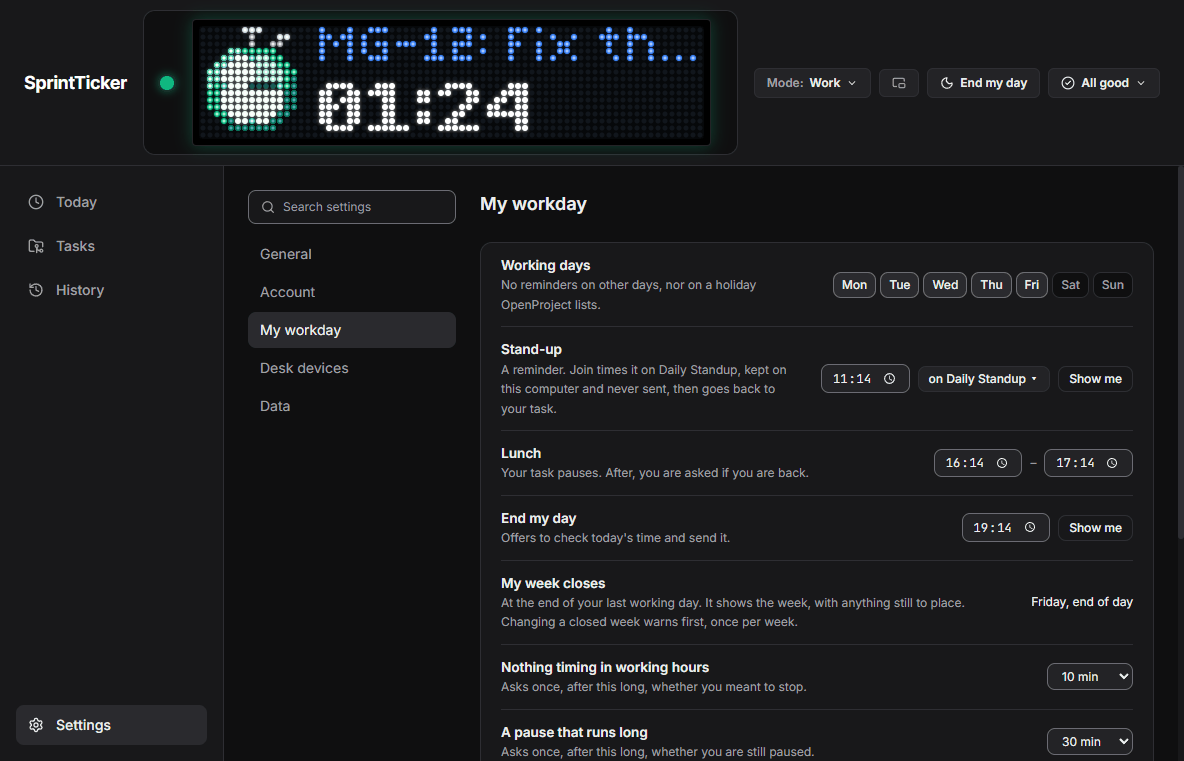 SprintTicker
MG-12: Fix th...
01:24
Mode: Work
End my day
All good
Today
Tasks
History
Settings
Search settings
General
Account
My workday
Desk devices
Data
My workday
Working days
No reminders on other days, nor on a holiday
OpenProject lists.
Mon Tue Wed Thu Fri Sat Sun
Stand-up
A reminder. Join times it on Daily Standup, kept on
this computer and never sent, then goes back to
your task.
11:14 on Daily Standup Show me
Lunch
Your task pauses. After, you are asked if you are back.
16:14 – 17:14
End my day
Offers to check today's time and send it.
19:14 Show me
My week closes
At the end of your last working day. It shows the week, with anything still to place.
Changing a closed week warns first, once per week.
Friday, end of day
Nothing timing in working hours
Asks once, after this long, whether you meant to stop.
10 min
A pause that runs long
Asks once, after this long, whether you are still paused.
30 min